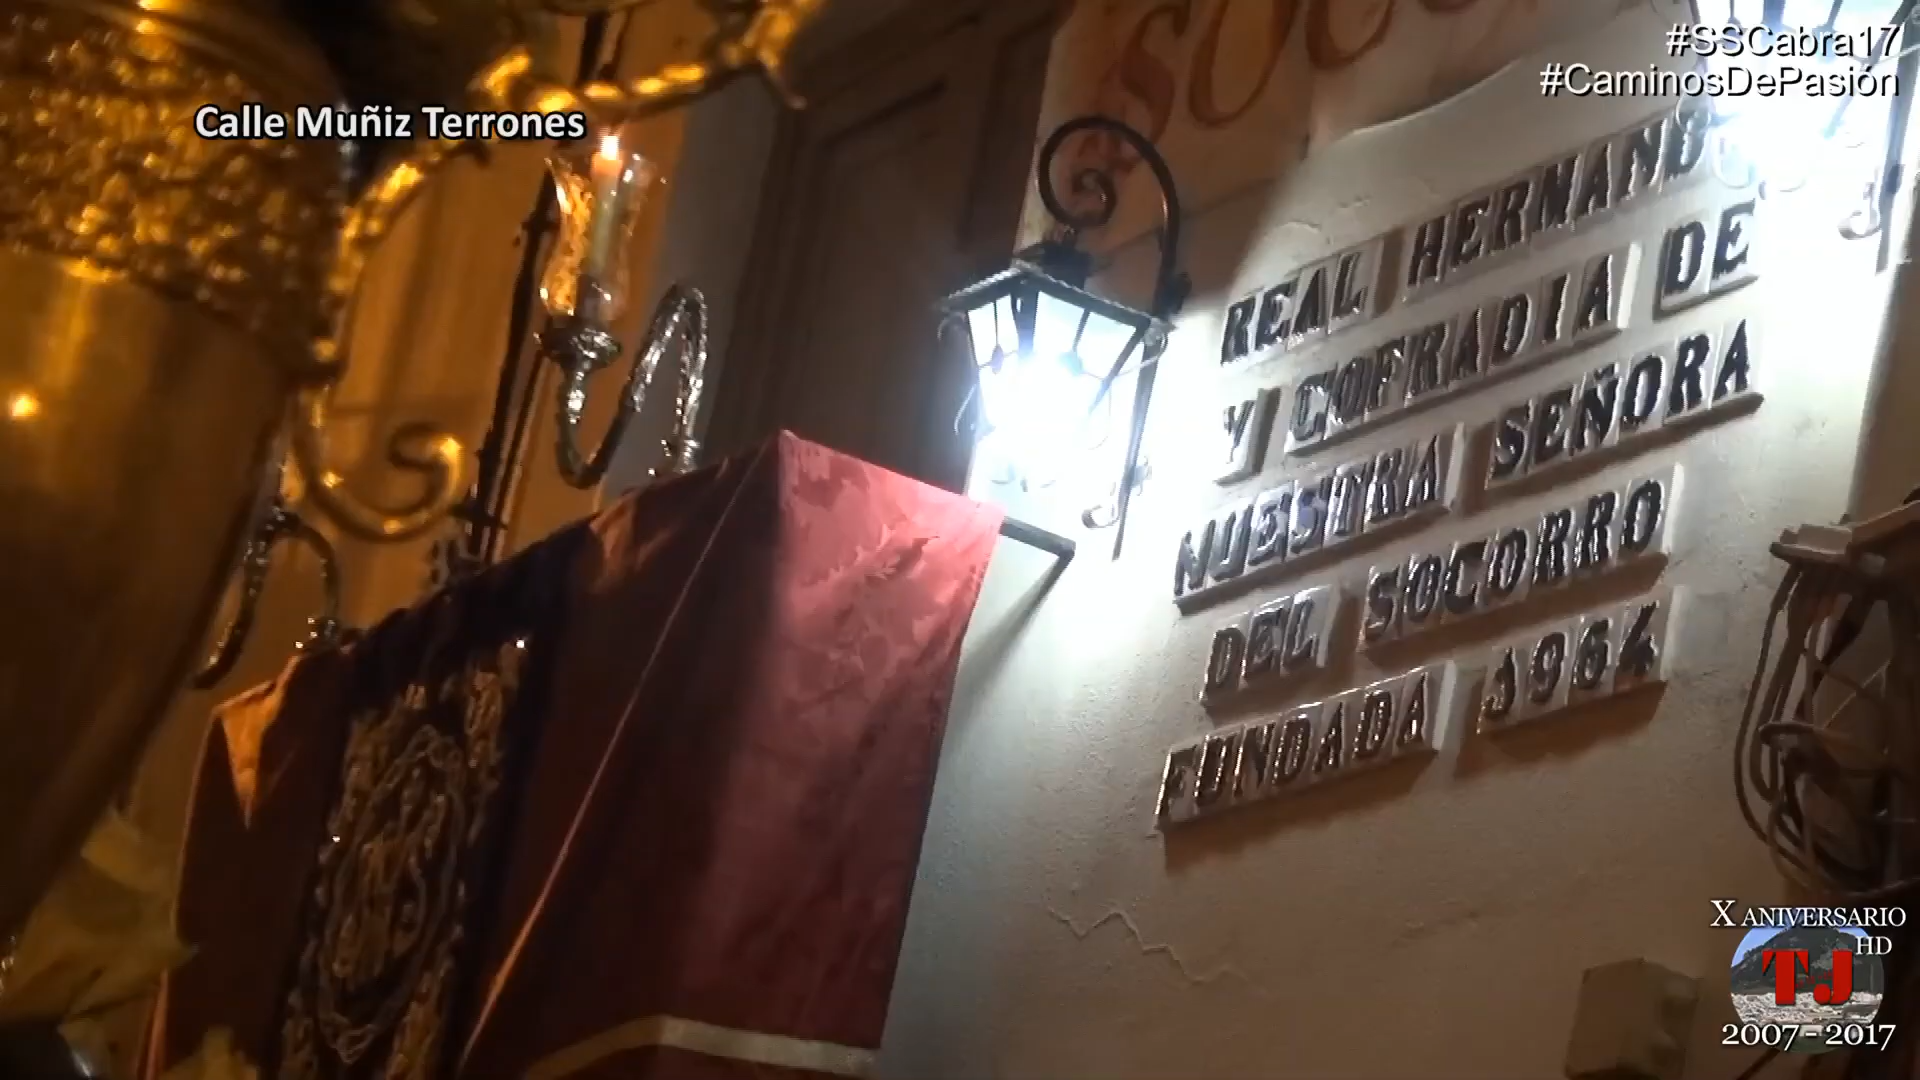 #SSCabra17
#CaminosDePasión
Calle Muñiz Terrones
REAL HERMAND
Y COFRADIA DE
NUESTRA SEÑORA
DEL SOCORRO
FUNDADA 1964
X ANIVERSARIO
HD
TJ
2007-2017